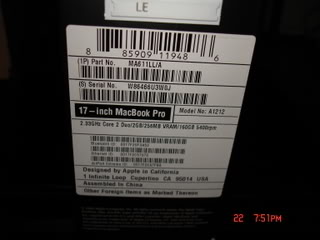 LE
8 85909 11948 6
(1P) Part No. MA611LL/A
(S) Serial No.
17-inch MacBook Pro Model No: A1212
2.33GHz Core 2 Duo/2GB/256MB VRAM/160GB 5400rpm
Designed by Apple in California
1 Infinite Loop Cupertino CA 95014 USA
Assembled in China
Other Foreign Items as Marked Thereon
22 7:51PM